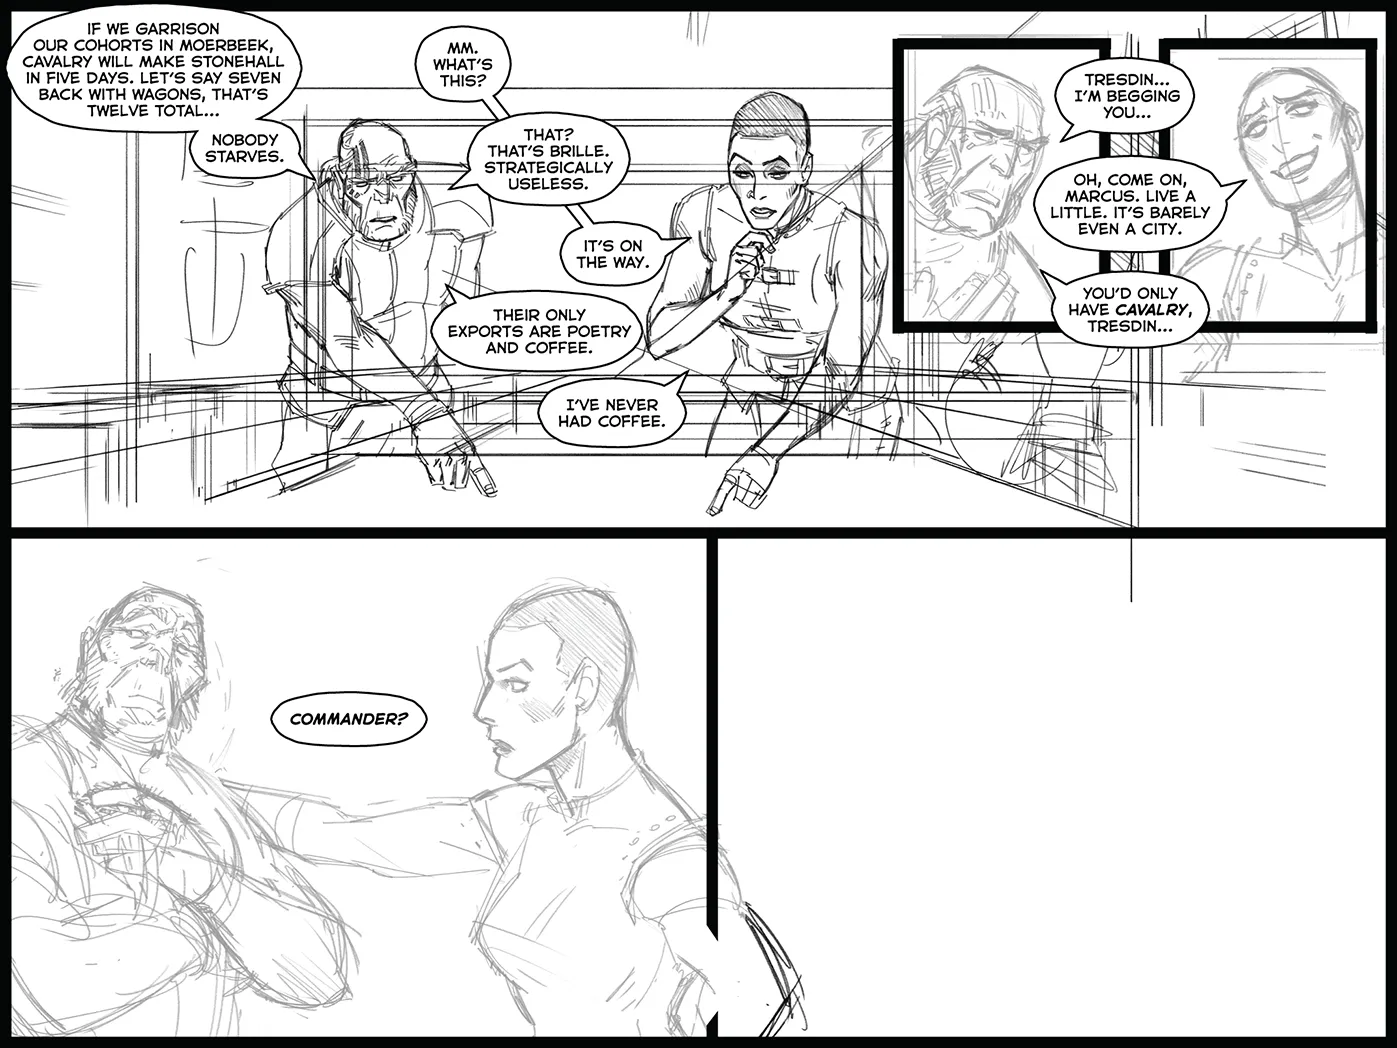 IF WE GARRISON
OUR COHORTS IN MOERBEEK,
CAVALRY WILL MAKE STONEHALL
IN FIVE DAYS. LET'S SAY SEVEN
BACK WITH WAGONS, THAT'S
TWELVE TOTAL...
NOBODY
STARVES.
MM.
WHAT'S
THIS?
THAT?
THAT'S BRILLE.
STRATEGICALLY
USELESS.
IT'S ON
THE WAY.
THEIR ONLY
EXPORTS ARE POETRY
AND COFFEE.
I'VE NEVER
HAD COFFEE.
TRESDIN...
I'M BEGGING
YOU...
OH, COME ON,
MARCUS. LIVE A
LITTLE. IT'S BARELY
EVEN A CITY.
YOU'D ONLY
HAVE CAVALRY,
TRESDIN...
COMMANDER?